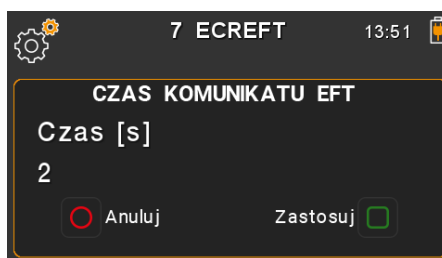 7 ECREFT 13:51
CZAS KOMUNIKATU EFT
Czas [s]
2
Anuluj Zastosuj